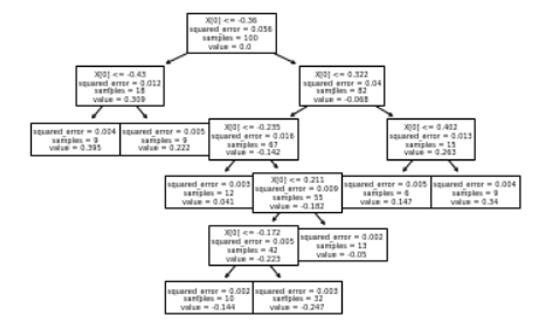 X[0] <= -0.36
squared_error = 0.056
samples = 100
value = 0.0
X[0] <= -0.43
squared_error = 0.012
samples = 18
value = 0.309
X[0] <= 0.322
squared_error = 0.04
samples = 82
value = -0.068
squared_error = 0.004
samples = 9
value = 0.395
squared_error = 0.005
samples = 9
value = 0.222
X[0] <= -0.235
squared_error = 0.016
samples = 67
value = -0.142
X[0] <= 0.402
squared_error = 0.013
samples = 15
value = 0.263
squared_error = 0.003
samples = 12
value = 0.041
X[0] <= 0.211
squared_error = 0.009
samples = 55
value = -0.182
squared_error = 0.005
samples = 6
value = 0.147
squared_error = 0.004
samples = 9
value = 0.34
X[0] <= -0.172
squared_error = 0.005
samples = 42
value = -0.223
squared_error = 0.002
samples = 13
value = -0.05
squared_error = 0.002
samples = 10
value = -0.144
squared_error = 0.003
samples = 32
value = -0.247